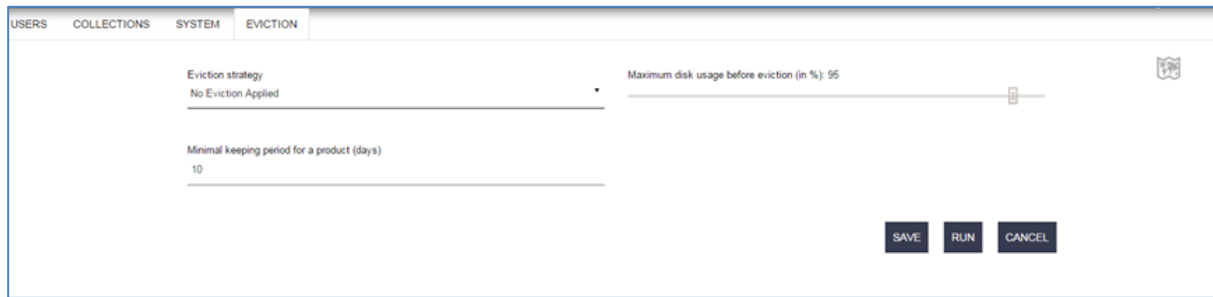 USERS COLLECTIONS SYSTEM EVICTION
Eviction strategy
No Eviction Applied
Maximum disk usage before eviction (in %): 95
Minimal keeping period for a product (days)
10
SAVE RUN CANCEL